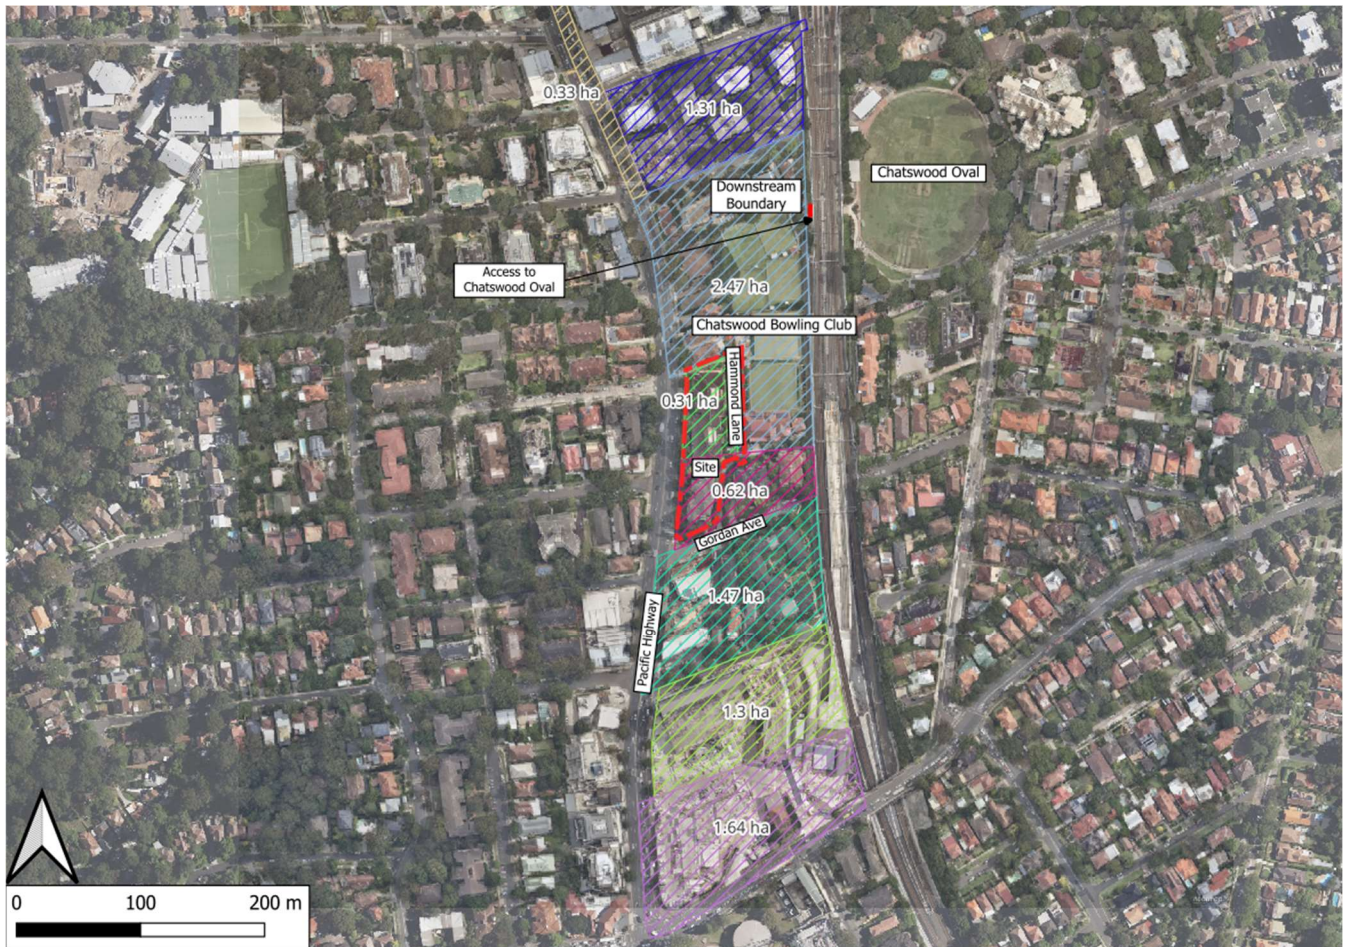 0.33 ha
1.31 ha
Chatswood Oval
Downstream
Boundary
Access to
Chatswood Oval
2.47 ha
Chatswood Bowling Club
Hammond Lane
0.31 ha
Site
0.62 ha
Gordan Ave
1.47 ha
Pacific Highway
1.3 ha
1.64 ha
0
100
200 m